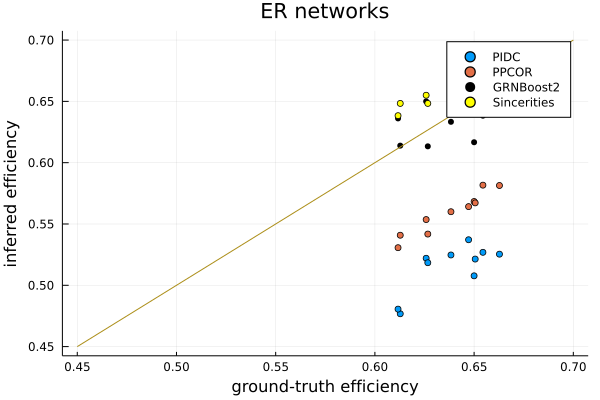 ER networks
0.70
0.65
0.60
0.55
0.50
0.45
inferred efficiency
PIDC
PPCOR
GRNBoost2
Sincerities
0.45 0.50 0.55 0.60 0.65 0.70
ground-truth efficiency